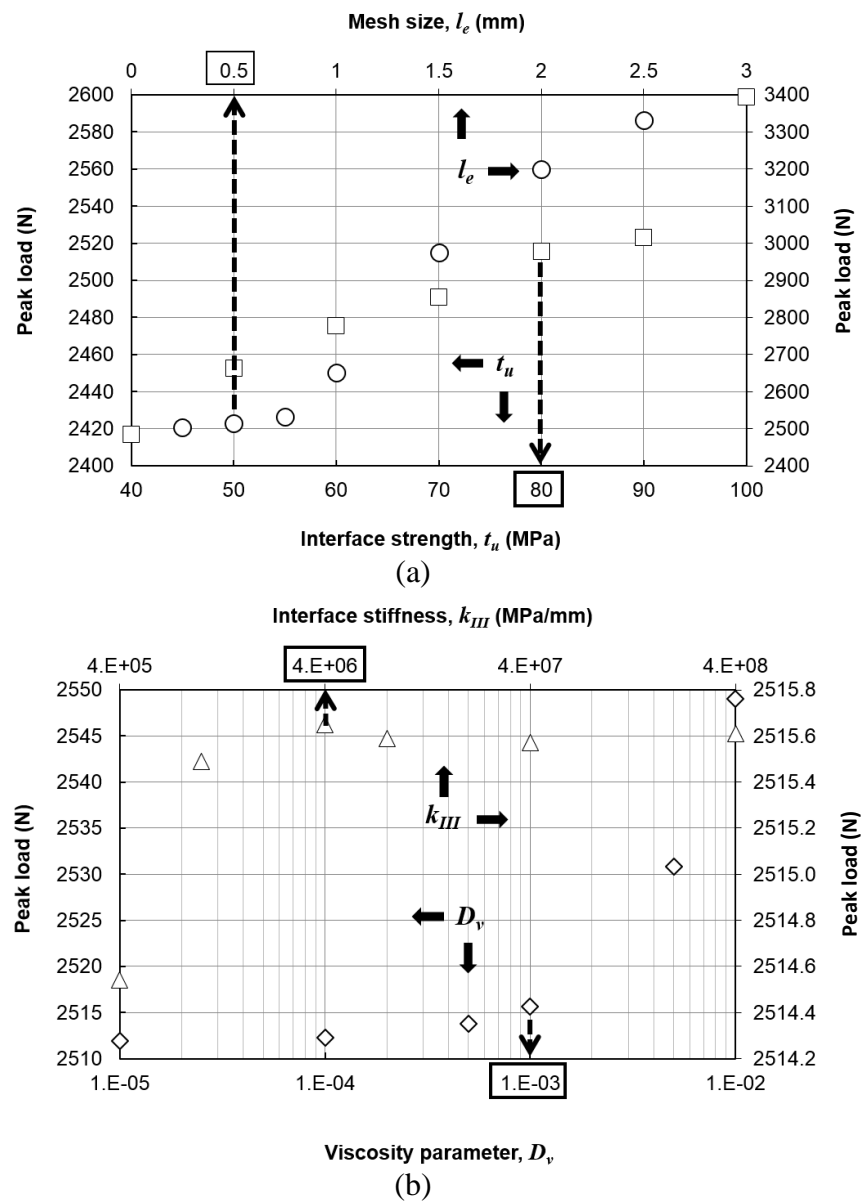 Mesh size, l_e (mm)
0 0.5 1 1.5 2 2.5 3
2600 3400
2580 3300
2560 3200
2540 3100
2520 3000
2500 2900
2480 2800
2460 2700
2440 2600
2420 2500
2400 2400
Peak load (N)
Peak load (N)
l_e
t_u
40 50 60 70 80 90 100
Interface strength, t_u (MPa)
(a)
Interface stiffness, k_III (MPa/mm)
4.E+05 4.E+06 4.E+07 4.E+08
2550 2515.8
2545 2515.6
2540 2515.4
2535 2515.2
2530 2515.0
2525 2514.8
2520 2514.6
2515 2514.4
2510 2514.2
Peak load (N)
Peak load (N)
k_III
D_v
1.E-05 1.E-04 1.E-03 1.E-02
Viscosity parameter, D_v
(b)